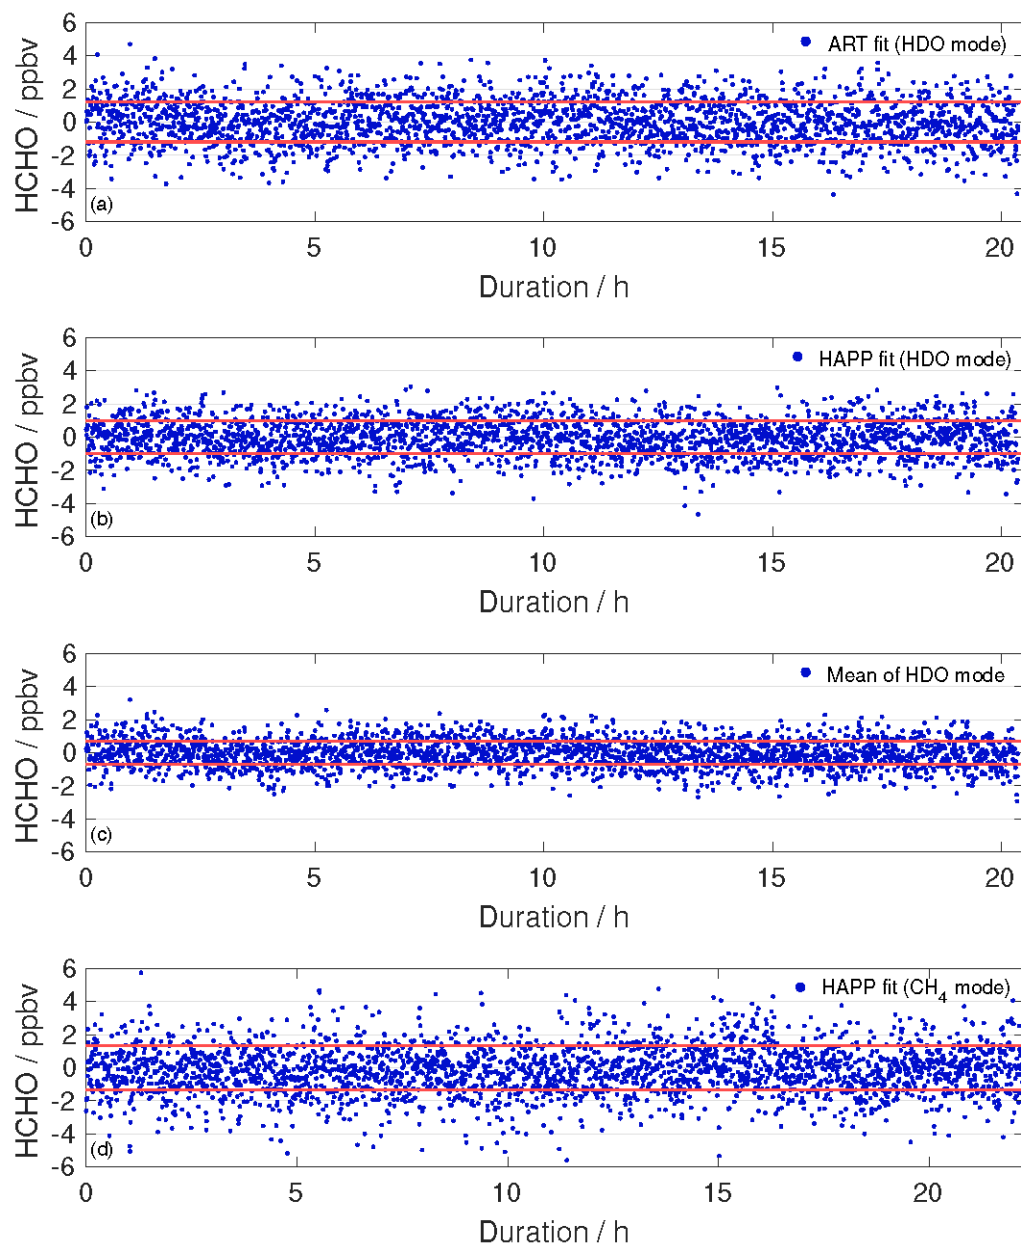 6
4
2
0
-2
-4
-6
HCHO / ppbv
ART fit (HDO mode)
(a)
0 5 10 15 20
Duration / h
6
4
2
0
-2
-4
-6
HCHO / ppbv
HAPP fit (HDO mode)
(b)
0 5 10 15 20
Duration / h
6
4
2
0
-2
-4
-6
HCHO / ppbv
Mean of HDO mode
(c)
0 5 10 15 20
Duration / h
6
4
2
0
-2
-4
-6
HCHO / ppbv
HAPP fit (CH₄ mode)
(d)
0 5 10 15 20
Duration / h